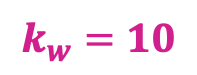 k_w = 10